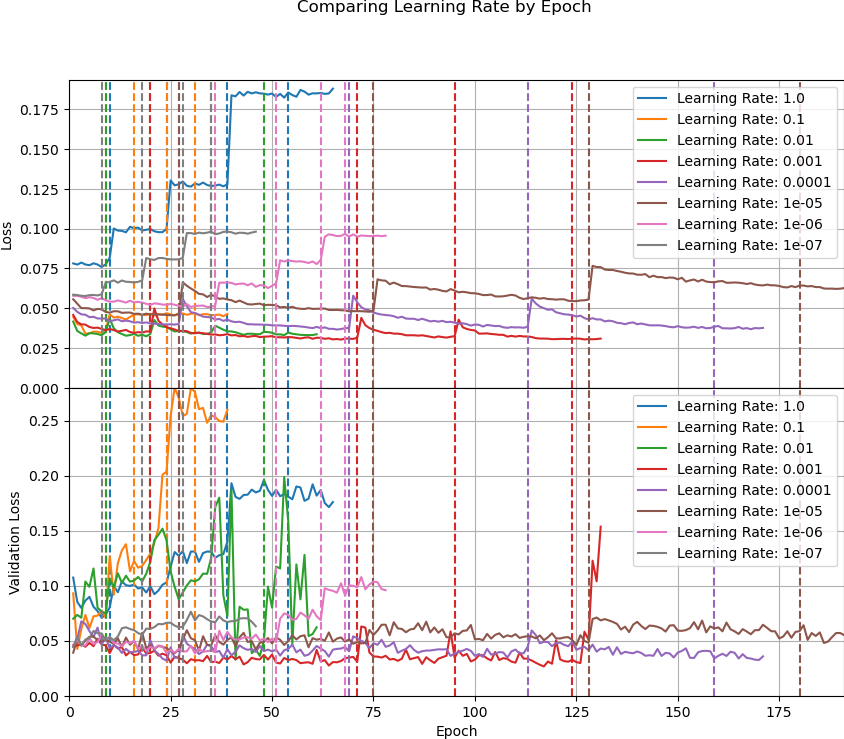 Comparing Learning Rate by Epoch
Loss
0.175
0.150
0.125
0.100
0.075
0.050
0.025
0.000
Learning Rate: 1.0
Learning Rate: 0.1
Learning Rate: 0.01
Learning Rate: 0.001
Learning Rate: 0.0001
Learning Rate: 1e-05
Learning Rate: 1e-06
Learning Rate: 1e-07
Validation Loss
0.25
0.20
0.15
0.10
0.05
0.00
Learning Rate: 1.0
Learning Rate: 0.1
Learning Rate: 0.01
Learning Rate: 0.001
Learning Rate: 0.0001
Learning Rate: 1e-05
Learning Rate: 1e-06
Learning Rate: 1e-07
0 25 50 75 100 125 150 175
Epoch